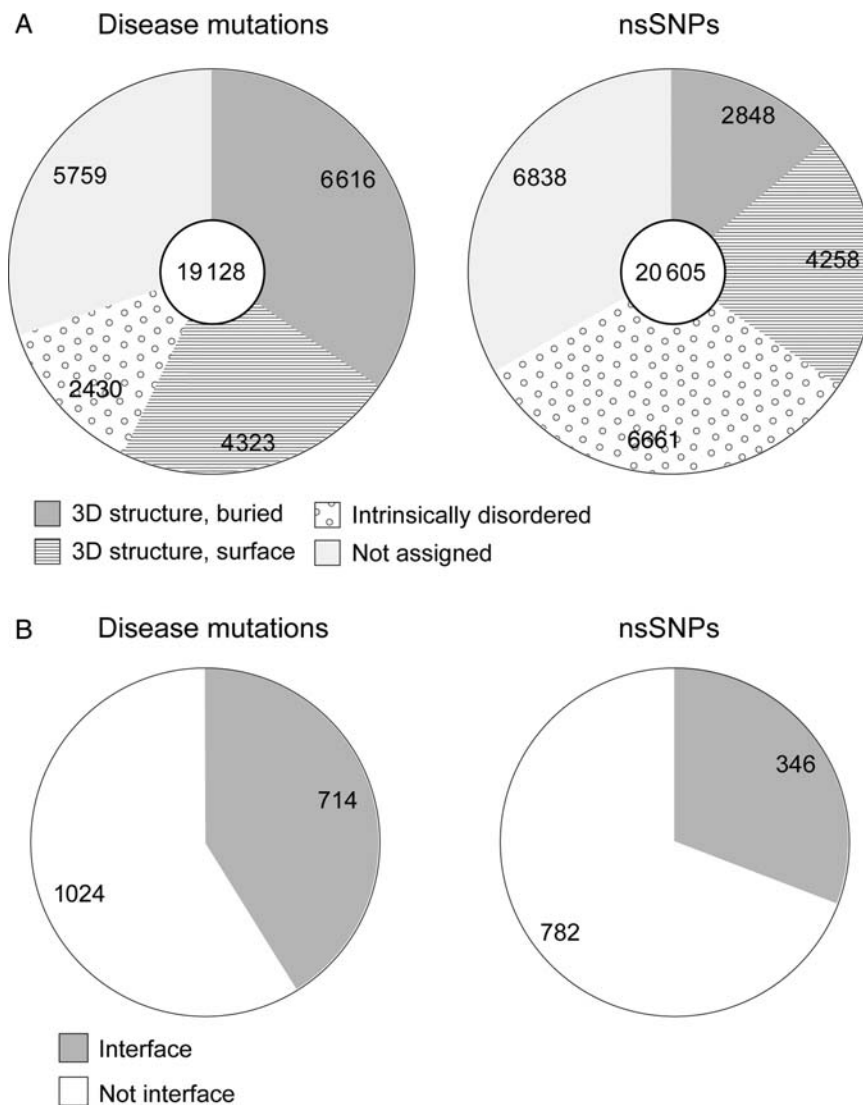 A
Disease mutations
nsSNPs
5759
6616
19 128
2430
4323
2848
6838
4258
20 605
6661
3D structure, buried
Intrinsically disordered
3D structure, surface
Not assigned
B
Disease mutations
nsSNPs
714
1024
346
782
Interface
Not interface